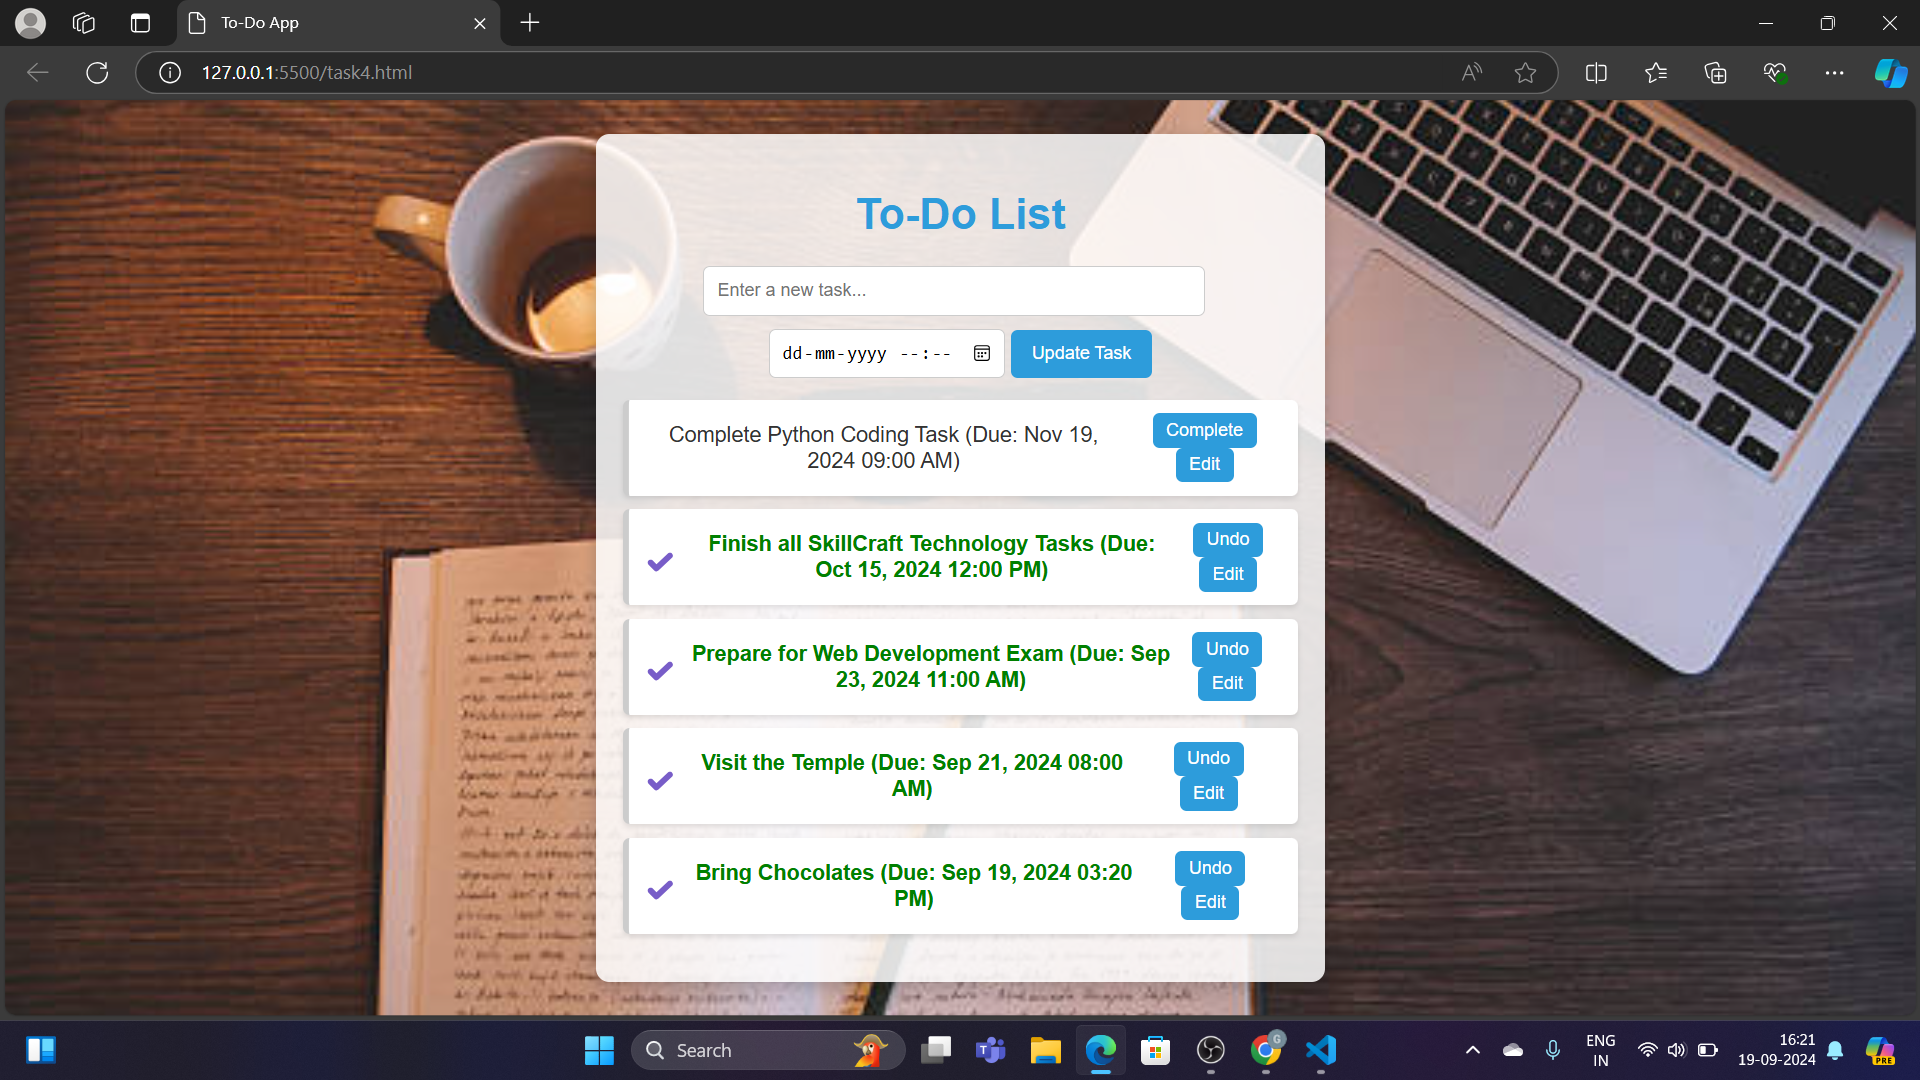 To-Do App
127.0.0.1:5500/task4.html
To-Do List
Enter a new task...
dd-mm-yyyy --:--
Update Task
Complete Python Coding Task (Due: Nov 19,
2024 09:00 AM)
Complete
Edit
Finish all SkillCraft Technology Tasks (Due:
Oct 15, 2024 12:00 PM)
Undo
Edit
Prepare for Web Development Exam (Due: Sep
23, 2024 11:00 AM)
Undo
Edit
Visit the Temple (Due: Sep 21, 2024 08:00
AM)
Undo
Edit
Bring Chocolates (Due: Sep 19, 2024 03:20
PM)
Undo
Edit
Search
G
ENG
IN
16:21
19-09-2024
PRE